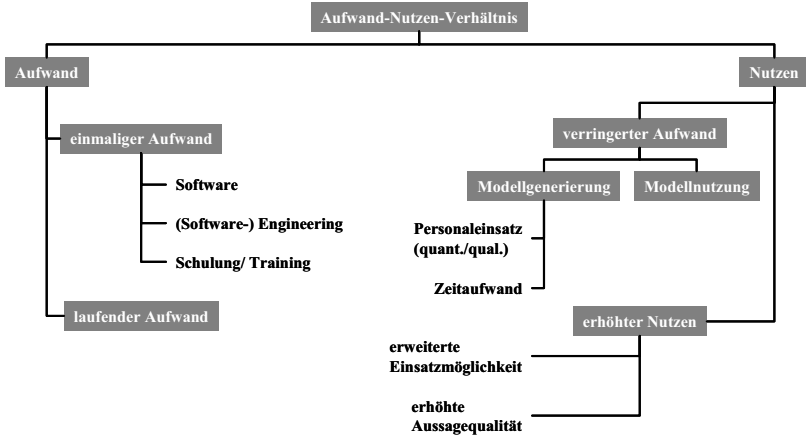 Aufwand-Nutzen-Verhältnis
Aufwand
Nutzen
einmaliger Aufwand
Software
(Software-) Engineering
Schulung/ Training
laufender Aufwand
verringerter Aufwand
Modellgenerierung
Modellnutzung
Personaleinsatz
(quant./qual.)
Zeitaufwand
erhöhter Nutzen
erweiterte
Einsatzmöglichkeit
erhöhte
Aussagequalität